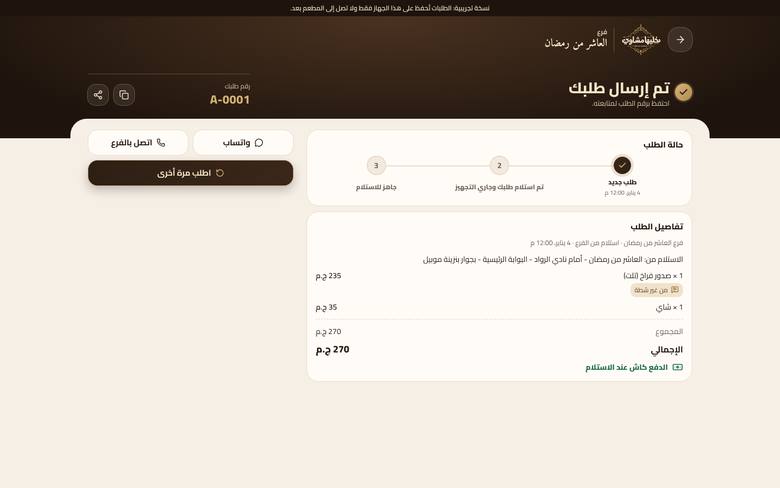 نسخة تجريبية: الطلبات تُحفظ على هذا الجهاز فقط ولا تصل إلى المطعم بعد.
خليها مشاوي
فرع
العاشر من رمضان
تم إرسال طلبك
احتفظ برقم الطلب لمتابعته.
رقم طلبك
A-0001
حالة الطلب
1
2
3
طلب جديد
4 يناير، 12:00 م
تم استلام طلبك وجاري التجهيز
جاهز للاستلام
تفاصيل الطلب
فرع العاشر من رمضان · استلام من الفرع · 4 يناير، 12:00 م
الاستلام من: العاشر من رمضان - أمام نادي الرواد - البوابة الرئيسية - بجوار بنزينة موبيل
1 × صدور فراخ (تلت) 235 ج.م
من غير شطة
1 × شاي 35 ج.م
المجموع 270 ج.م
الإجمالي 270 ج.م
الدفع كاش عند الاستلام
واتساب
اتصل بالفرع
اطلب مرة أخرى